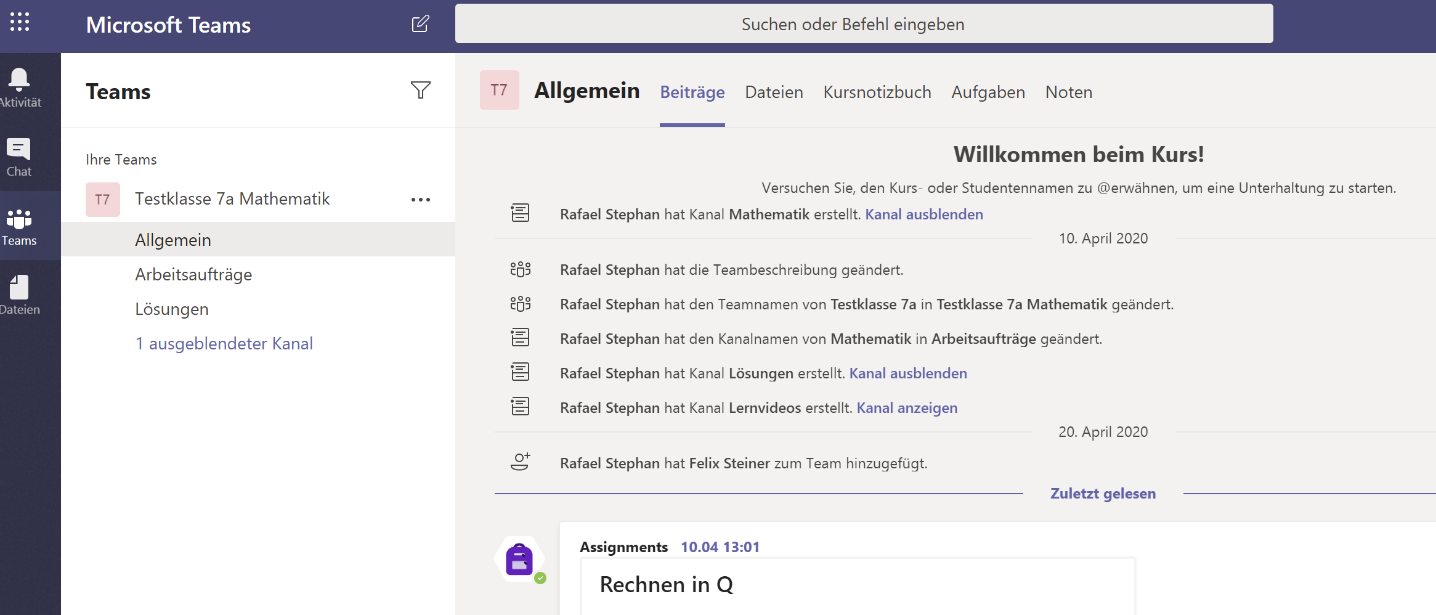 Microsoft Teams
Suchen oder Befehl eingeben
Aktivität
Chat
Teams
Dateien
Teams
Ihre Teams
T7 Testklasse 7a Mathematik
Allgemein
Arbeitsaufträge
Lösungen
1 ausgeblendeter Kanal
T7 Allgemein Beiträge Dateien Kursnotizbuch Aufgaben Noten
Willkommen beim Kurs!
Versuchen Sie, den Kurs- oder Studentennamen zu @erwähnen, um eine Unterhaltung zu starten.
Rafael Stephan hat Kanal Mathematik erstellt. Kanal ausblenden
10. April 2020
Rafael Stephan hat die Teambeschreibung geändert.
Rafael Stephan hat den Teamnamen von Testklasse 7a in Testklasse 7a Mathematik geändert.
Rafael Stephan hat den Kanalnamen von Mathematik in Arbeitsaufträge geändert.
Rafael Stephan hat Kanal Lösungen erstellt. Kanal ausblenden
Rafael Stephan hat Kanal Lernvideos erstellt. Kanal anzeigen
20. April 2020
Rafael Stephan hat Felix Steiner zum Team hinzugefügt.
Zuletzt gelesen
Assignments 10.04 13:01
Rechnen in Q